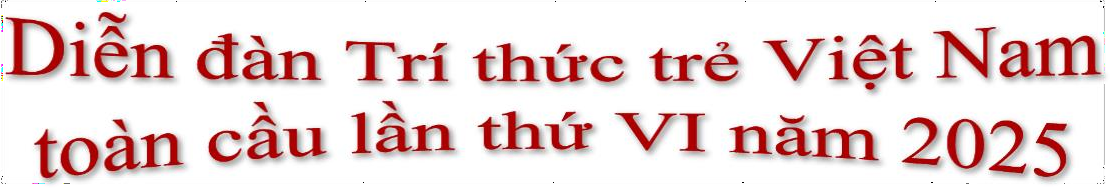 Diễn đàn Trí thức trẻ Việt Nam
toàn cầu lần thứ VI năm 2025